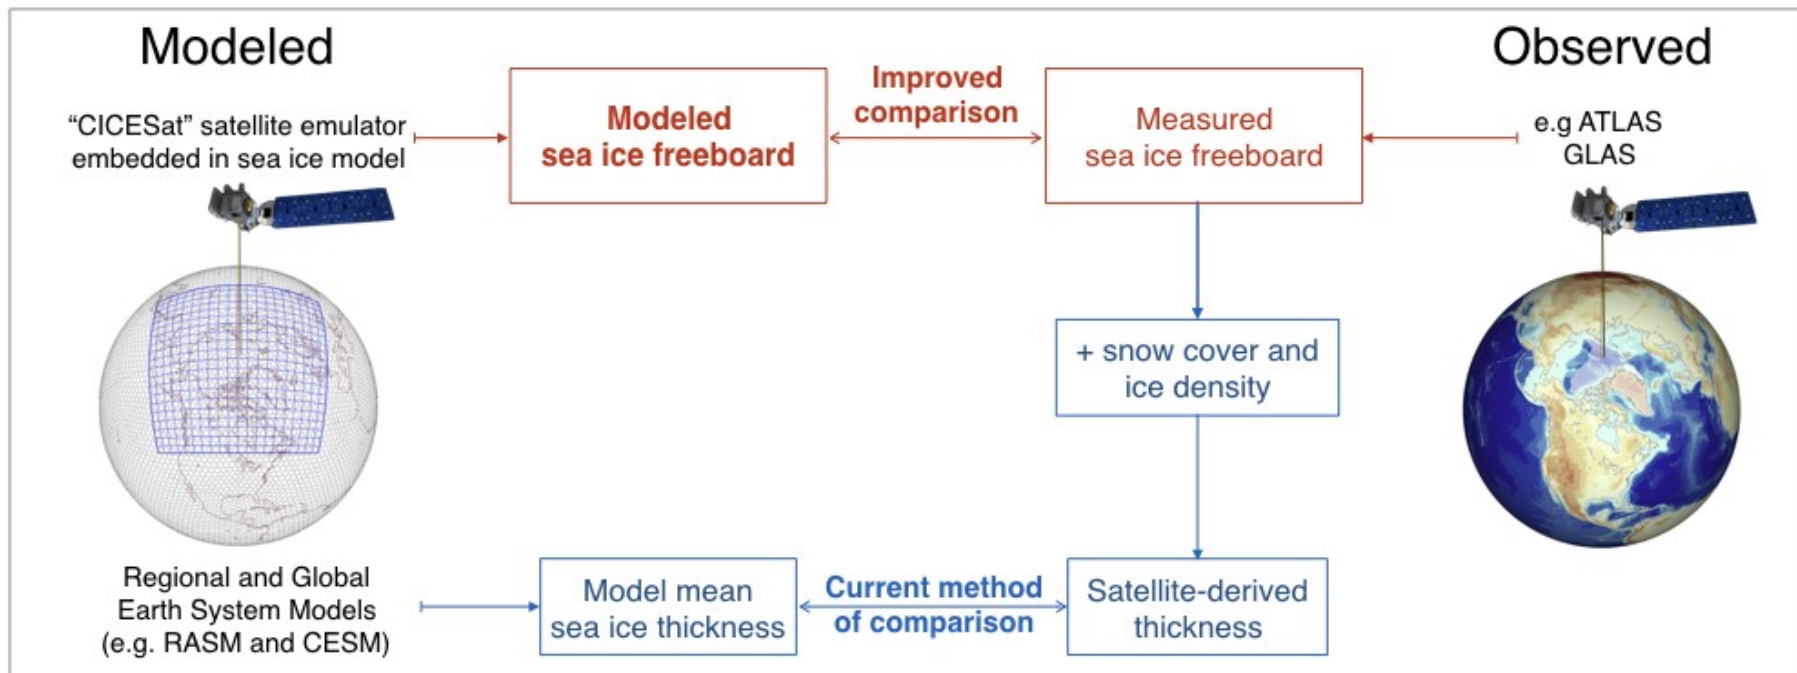 Modeled
Observed
“CICESat” satellite emulator
embedded in sea ice model
Modeled
sea ice freeboard
Improved
comparison
Measured
sea ice freeboard
e.g ATLAS
GLAS
+ snow cover and
ice density
Regional and Global
Earth System Models
(e.g. RASM and CESM)
Model mean
sea ice thickness
Current method
of comparison
Satellite-derived
thickness